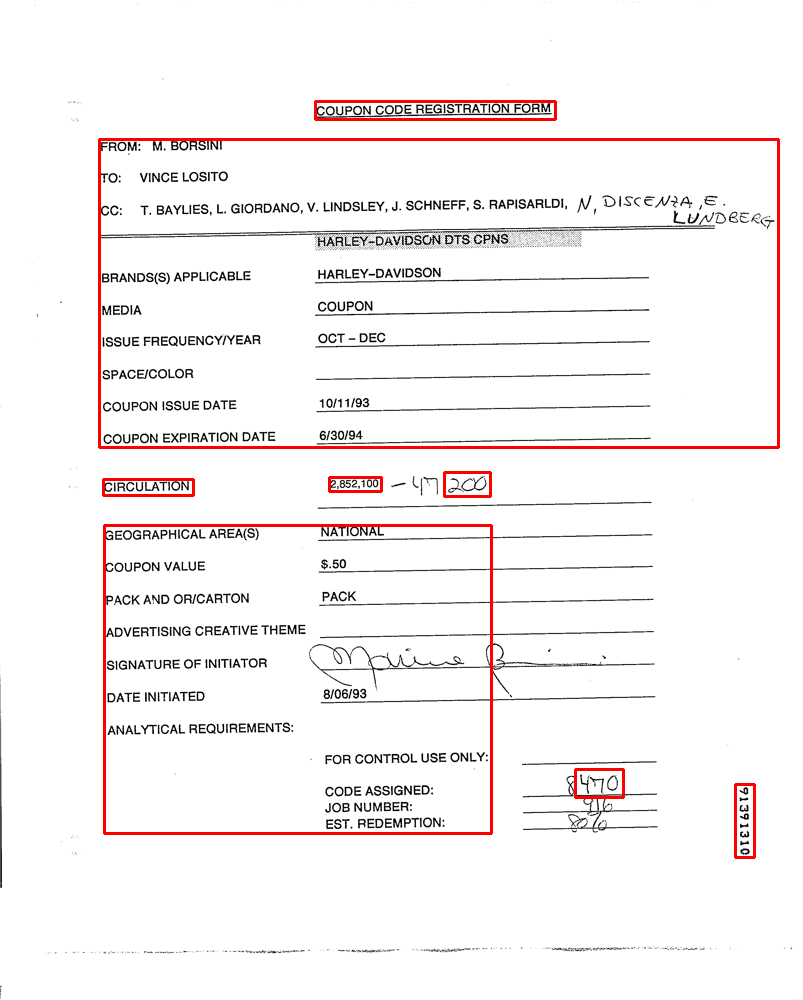 COUPON CODE REGISTRATION FORM
FROM: M. BORSINI
TO: VINCE LOSITO
CC: T. BAYLIES, L. GIORDANO, V. LINDSLEY, J. SCHNEFF, S. RAPISARLDI, N, DISCENZA, E.
LUNDBERG
HARLEY-DAVIDSON DTS CPNS
BRANDS(S) APPLICABLE HARLEY-DAVIDSON
MEDIA COUPON
ISSUE FREQUENCY/YEAR OCT - DEC
SPACE/COLOR
COUPON ISSUE DATE 10/11/93
COUPON EXPIRATION DATE 6/30/94
CIRCULATION 2,852,100 - 47 200
GEOGRAPHICAL AREA(S) NATIONAL
COUPON VALUE $.50
PACK AND OR/CARTON PACK
ADVERTISING CREATIVE THEME
SIGNATURE OF INITIATOR
DATE INITIATED 8/06/93
ANALYTICAL REQUIREMENTS:
FOR CONTROL USE ONLY:
CODE ASSIGNED: 8470
JOB NUMBER: 916
EST. REDEMPTION: 80%
91391310